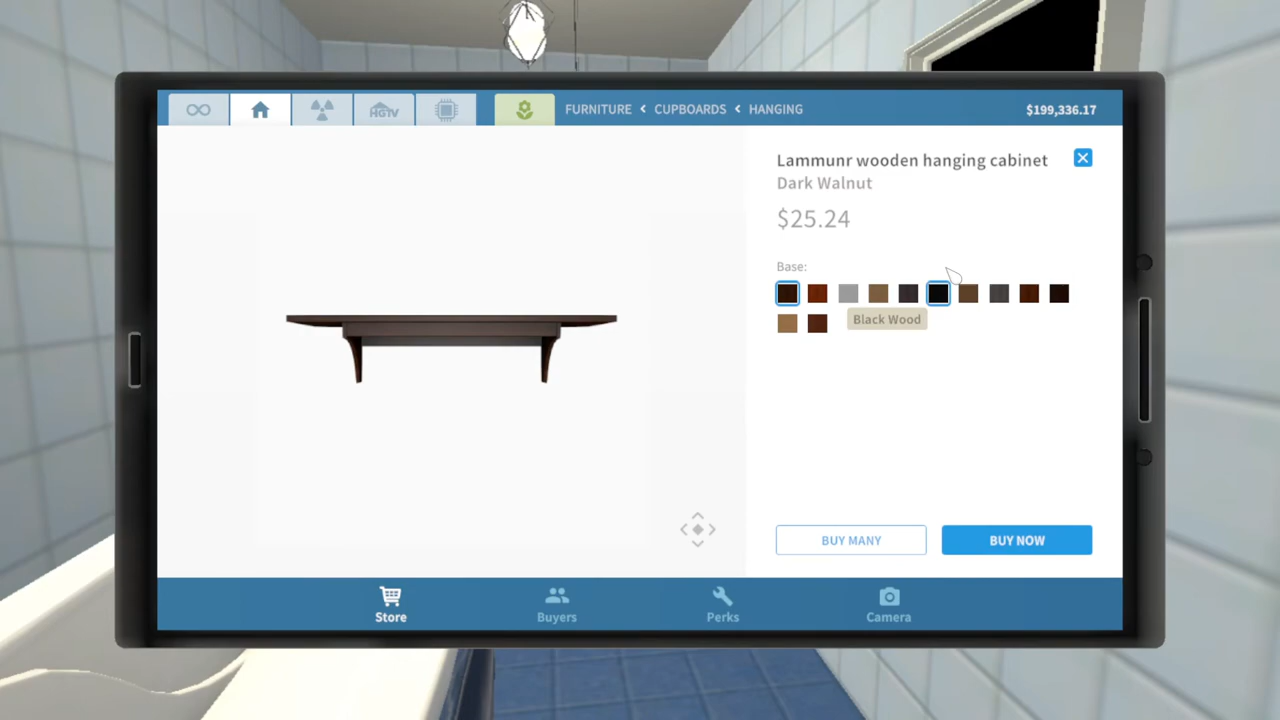 HGTV
FURNITURE < CUPBOARDS < HANGING
$199,336.17
Lammunr wooden hanging cabinet
Dark Walnut
$25.24
Base:
Black Wood
BUY MANY
BUY NOW
Store
Buyers
Perks
Camera